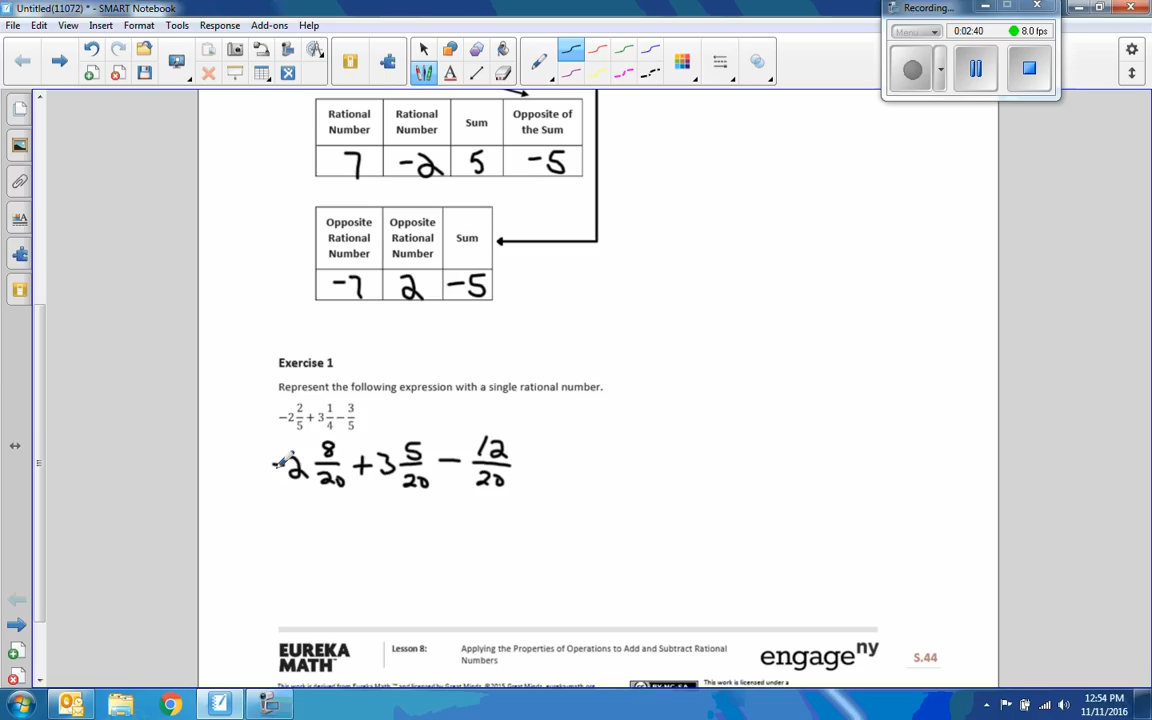 Untitled(11072) * - SMART Notebook
Recording...
File Edit View Insert Format Tools Response Add-ons Help
Menu 0:02:40 8.0 fps
Rational Number Rational Number Sum Opposite of the Sum
7 -2 5 -5
Opposite Rational Number Opposite Rational Number Sum
-7 2 -5
Exercise 1
Represent the following expression with a single rational number.
−2 2/5 + 3 1/4 − 3/5
-2 8/20 + 3 5/20 - 12/20
EUREKA MATH™
Lesson 8: Applying the Properties of Operations to Add and Subtract Rational Numbers
engage ny
S.44
12:54 PM
11/11/2016